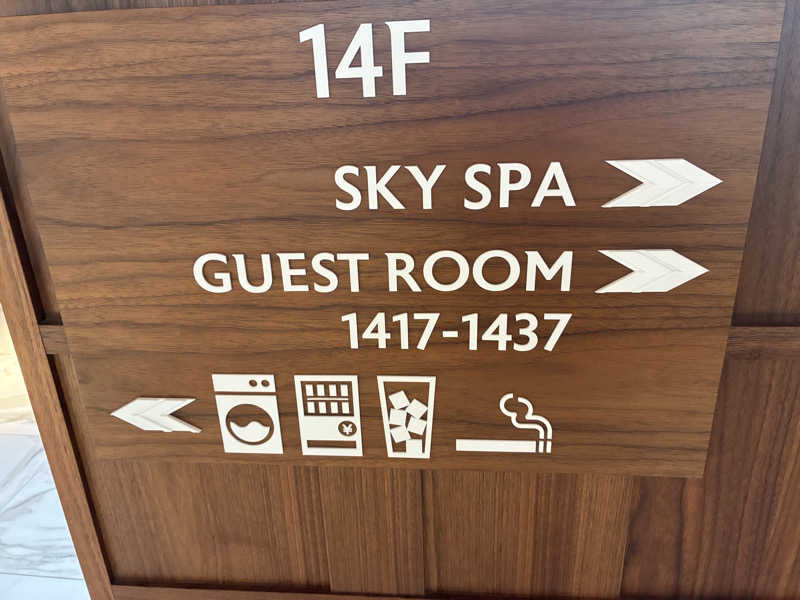 14F
SKY SPA
GUEST ROOM
1417-1437
¥